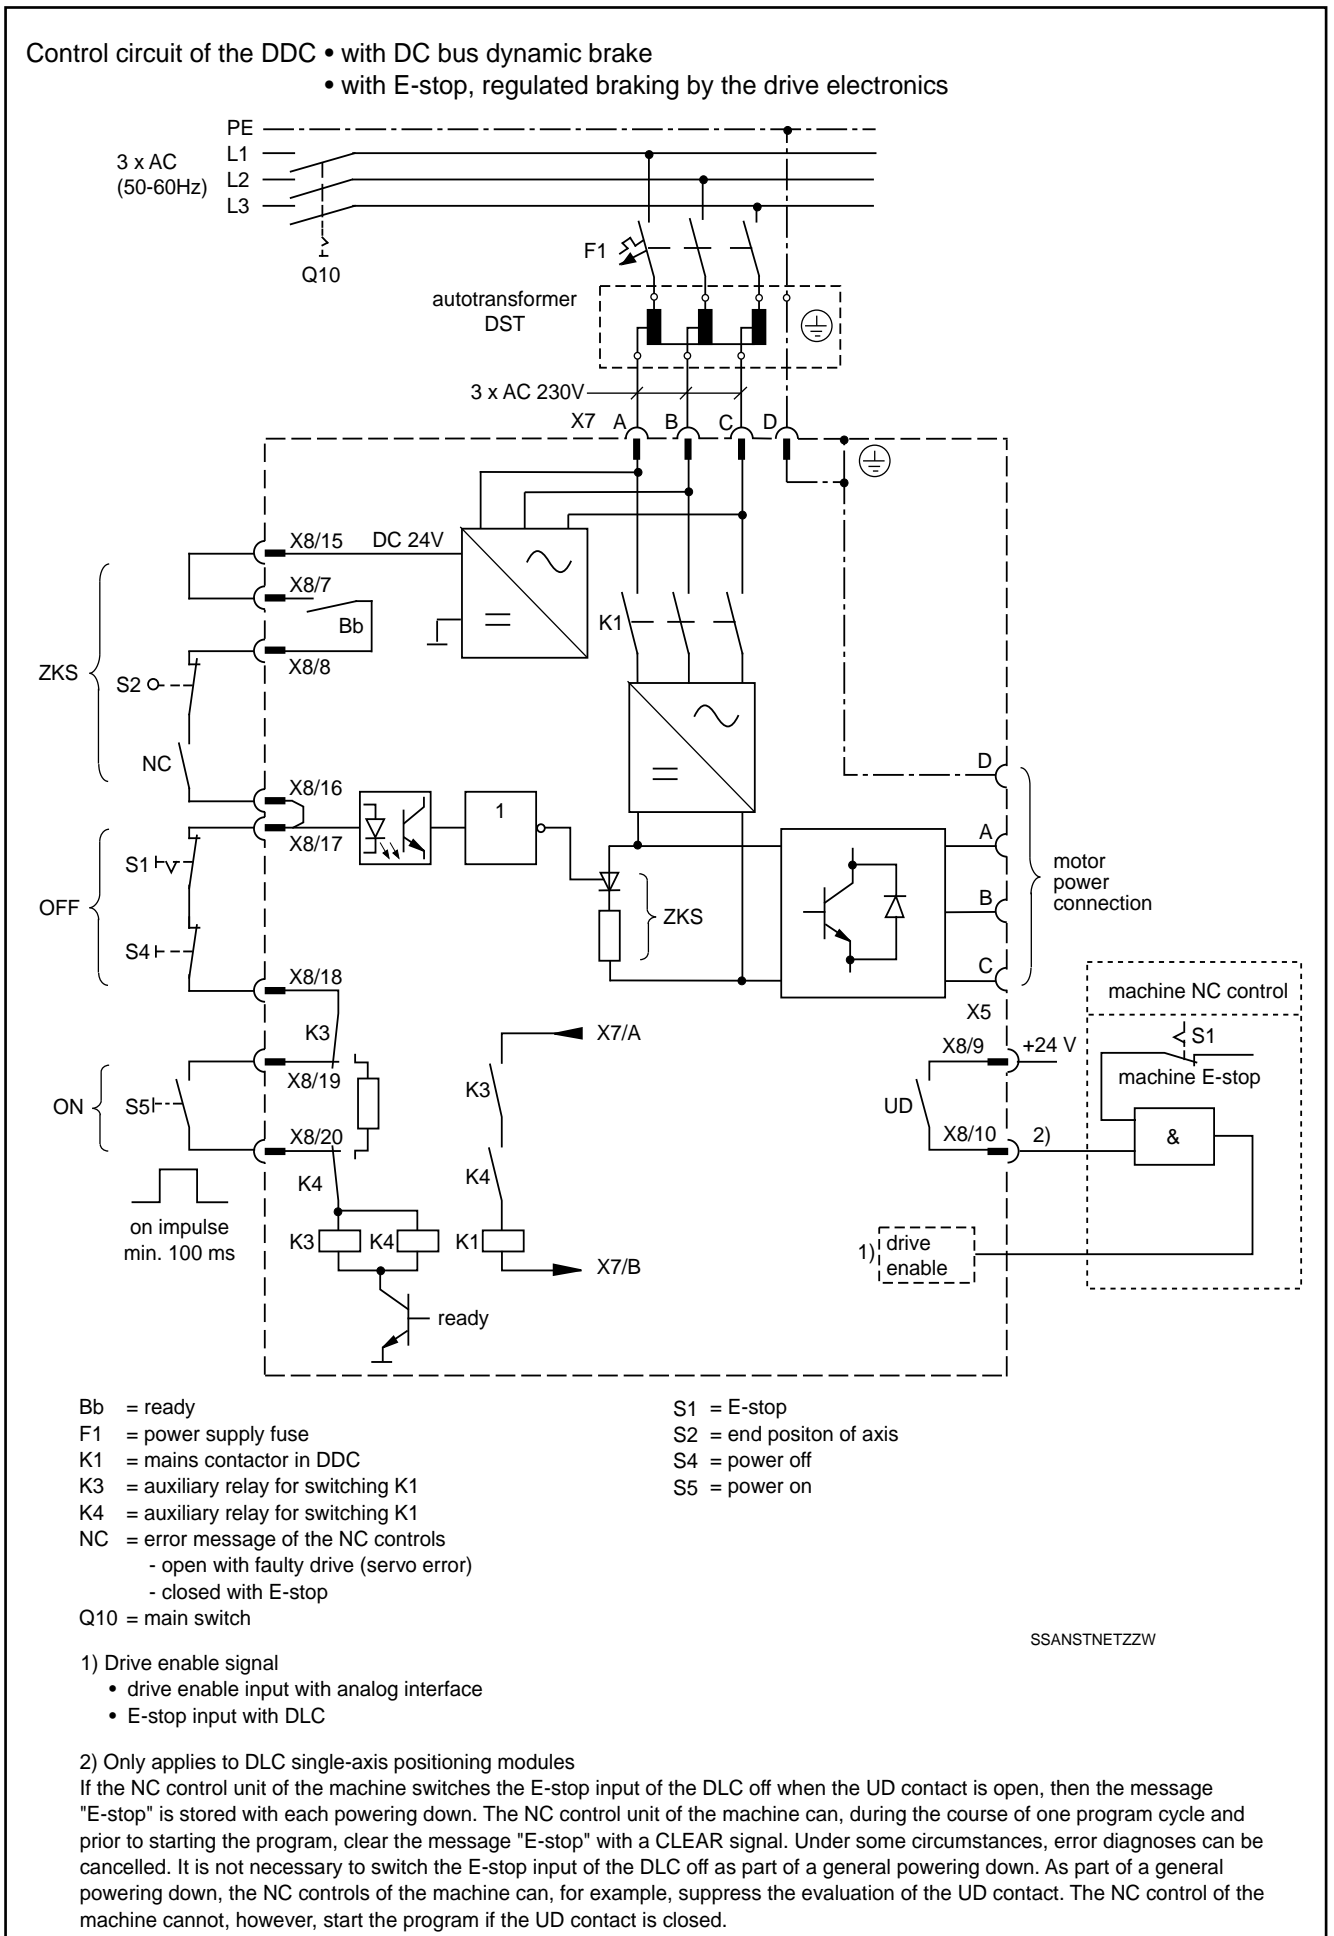 Control circuit of the DDC • with DC bus dynamic brake
• with E-stop, regulated braking by the drive electronics
PE
L1
L2
L3
3 x AC
(50-60Hz)
Q10
F1
autotransformer
DST
3 x AC 230V
X7 A B C D
X8/15 DC 24V
X8/7
Bb
X8/8
ZKS
S2
NC
K1
X8/16
X8/17
1
S1
OFF
S4
ZKS
D
A
B
C
motor
power
connection
X5
X8/18
K3
X8/19
ON
S5
X8/20
K4
on impulse
min. 100 ms
K3 K4 K1
X7/A
K3
K4
X7/B
ready
machine NC control
S1
machine E-stop
X8/9 +24 V
UD
X8/10 2)
&
1) drive
enable
Bb = ready
F1 = power supply fuse
K1 = mains contactor in DDC
K3 = auxiliary relay for switching K1
K4 = auxiliary relay for switching K1
NC = error message of the NC controls
- open with faulty drive (servo error)
- closed with E-stop
Q10 = main switch
S1 = E-stop
S2 = end positon of axis
S4 = power off
S5 = power on
SSANSTNETZZW
1) Drive enable signal
• drive enable input with analog interface
• E-stop input with DLC
2) Only applies to DLC single-axis positioning modules
If the NC control unit of the machine switches the E-stop input of the DLC off when the UD contact is open, then the message
"E-stop" is stored with each powering down. The NC control unit of the machine can, during the course of one program cycle and
prior to starting the program, clear the message "E-stop" with a CLEAR signal. Under some circumstances, error diagnoses can be
cancelled. It is not necessary to switch the E-stop input of the DLC off as part of a general powering down. As part of a general
powering down, the NC controls of the machine can, for example, suppress the evaluation of the UD contact. The NC control of the
machine cannot, however, start the program if the UD contact is closed.